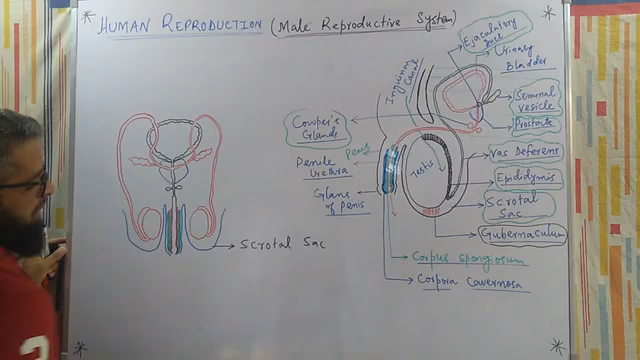 HUMAN REPRODUCTION (Male Reproductive System)
Ejaculatory
duct
Urinary
Bladder
Inguinal
Canal
Seminal
vesicle
Cowper's
Glands
Prostate
Penis
Vas Deferens
Penile
Urethra
Testis
Epididymis
Glans
of Penis
Scrotal
Sac
Gubernaculum
Scrotal Sac
Corpus spongiosum
Corpora cavernosa
2